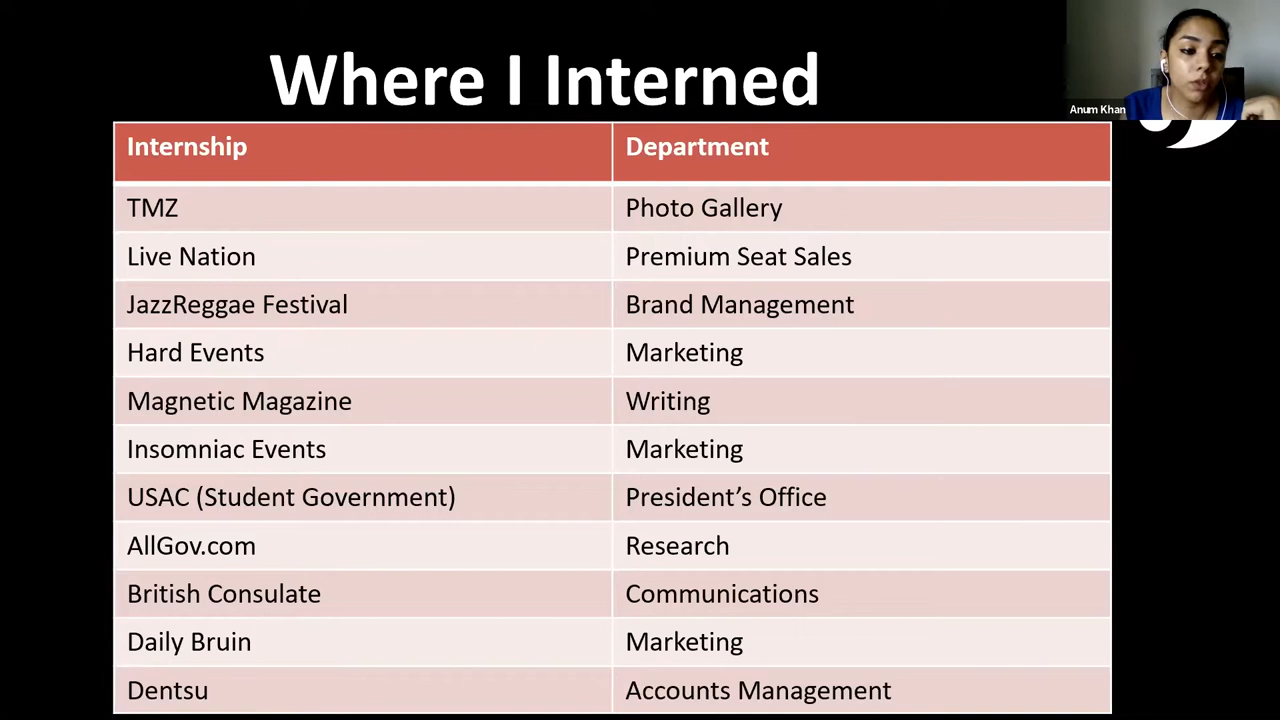 Where I Interned
Anum Khan
Internship Department
TMZ Photo Gallery
Live Nation Premium Seat Sales
JazzReggae Festival Brand Management
Hard Events Marketing
Magnetic Magazine Writing
Insomniac Events Marketing
USAC (Student Government) President’s Office
AllGov.com Research
British Consulate Communications
Daily Bruin Marketing
Dentsu Accounts Management